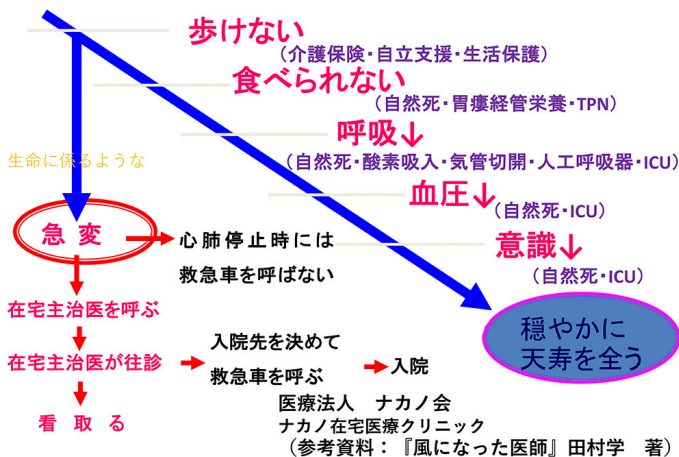 歩けない
（介護保険・自立支援・生活保護）
食べられない
（自然死・胃瘻経管栄養・TPN）
呼吸↓
（自然死・酸素吸入・気管切開・人工呼吸器・ICU）
血圧↓
（自然死・ICU）
意識↓
（自然死・ICU）
穏やかに
天寿を全う
生命に係るような
急変
心肺停止時には
救急車を呼ばない
在宅主治医を呼ぶ
在宅主治医が往診
看取る
入院先を決めて
救急車を呼ぶ
入院
医療法人　ナカノ会
ナカノ在宅医療クリニック
（参考資料：『風になった医師』田村学　著）